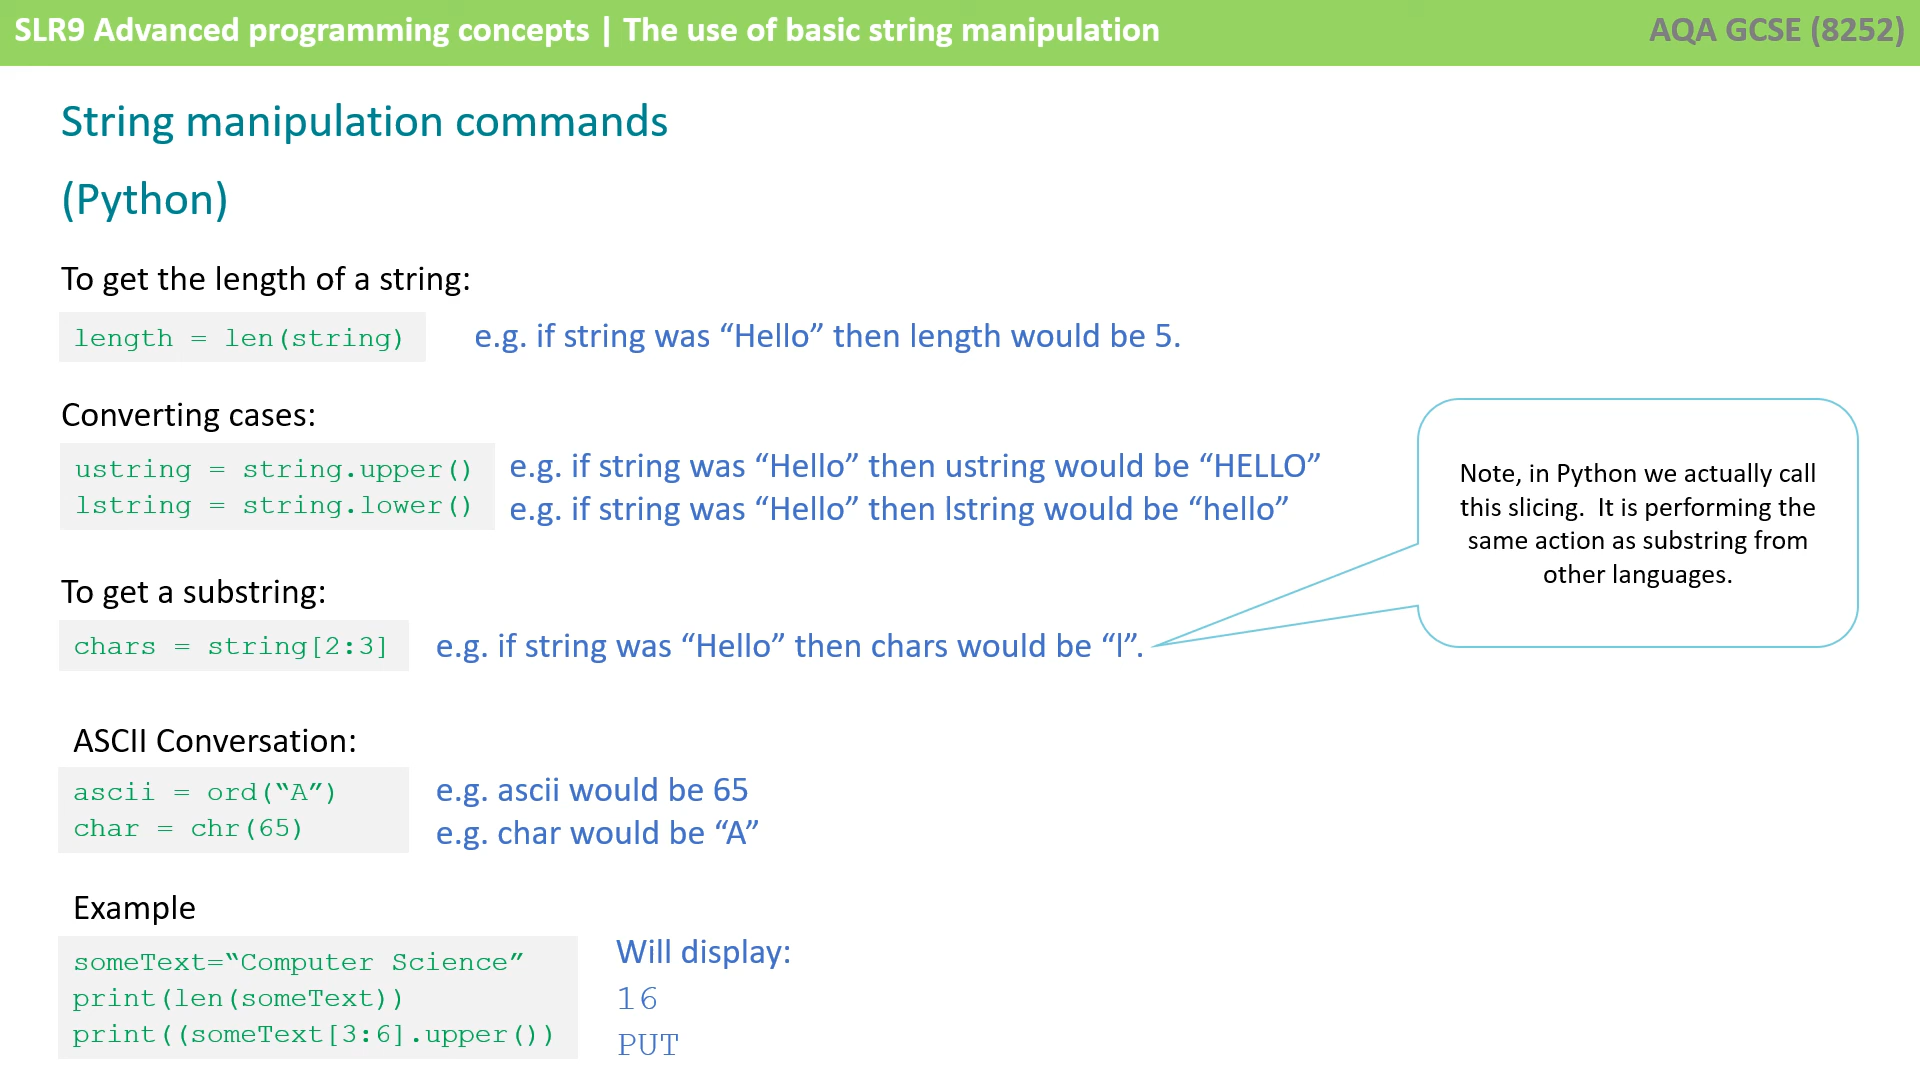 SLR9 Advanced programming concepts | The use of basic string manipulation
AQA GCSE (8252)
String manipulation commands
(Python)
To get the length of a string:
length = len(string)
e.g. if string was “Hello” then length would be 5.
Converting cases:
ustring = string.upper()
e.g. if string was “Hello” then ustring would be “HELLO”
lstring = string.lower()
e.g. if string was “Hello” then lstring would be “hello”
Note, in Python we actually call
this slicing.  It is performing the
same action as substring from
other languages.
To get a substring:
chars = string[2:3]
e.g. if string was “Hello” then chars would be “l”.
ASCII Conversation:
ascii = ord(“A”)
e.g. ascii would be 65
char = chr(65)
e.g. char would be “A”
Example
someText=“Computer Science”
print(len(someText))
print((someText[3:6].upper())
Will display:
16
PUT